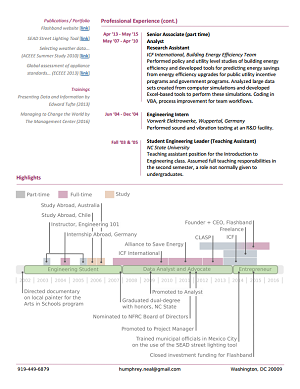 Publications / Portfolio
Flashband website [link]
SEAD Street Lighting Tool [link]
Selecting weather data...
(ACEEE Summer Study 2010) [link]
Global assessment of appliance
standards... (ECEEE 2013) [link]
Trainings
Presenting Data and Information by
Edward Tufte (2013)
Managing to Change the World by
The Management Center (2016)
Professional Experience (cont.)
Apr '13 - May '15
May '07 - Apr '10
Senior Associate (part time)
Analyst
Research Assistant
ICF International, Building Energy Efficiency Team
Performed policy and utility level studies of building energy
efficiency and developed tools for predicting energy savings
from energy efficiency upgrades for public utility incentive
programs and government programs. Analyzed large data
sets created from computer simulations and developed
Excel-based tools to perform these simulations. Coding in
VBA, process improvement for team workflows.
Jun '04 - Dec '04
Engineering Intern
Vorwerk Elektrowerke, Wuppertal, Germany
Performed sound and vibration testing at an R&D facility.
Fall '03 & '05
Student Engineering Leader (Teaching Assistant)
NC State University
Teaching assistant position for the Introduction to
Engineering class. Assumed full teaching responsibilities in
the second semester, a role not normally given to
undergraduates.
Highlights
Part-time
Full-time
Study
Study Abroad, Australia
Study Abroad, Chile
Instructor, Engineering 101
Internship Abroad, Germany
Founder + CEO, Flashband
Freelance
CLASP
ICF
Alliance to Save Energy
ICF International
Engineering Student
Data Analyst and Advocate
Entrepreneur
2002 2003 2004 2005 2006 2007 2008 2009 2010 2011 2012 2013 2014 2015 2016
Directed documentary
on local painter for the
Arts in Schools program
Promoted to Analyst
Graduated dual-degree
with honors, NC State
Nominated to NFRC Board of Directors
Promoted to Project Manager
Trained municipal officials in Mexico City
on the use of the SEAD street lighting tool
Closed investment funding for Flashband
919-449-6879
humphrey.neal@gmail.com
Washington, DC 20009